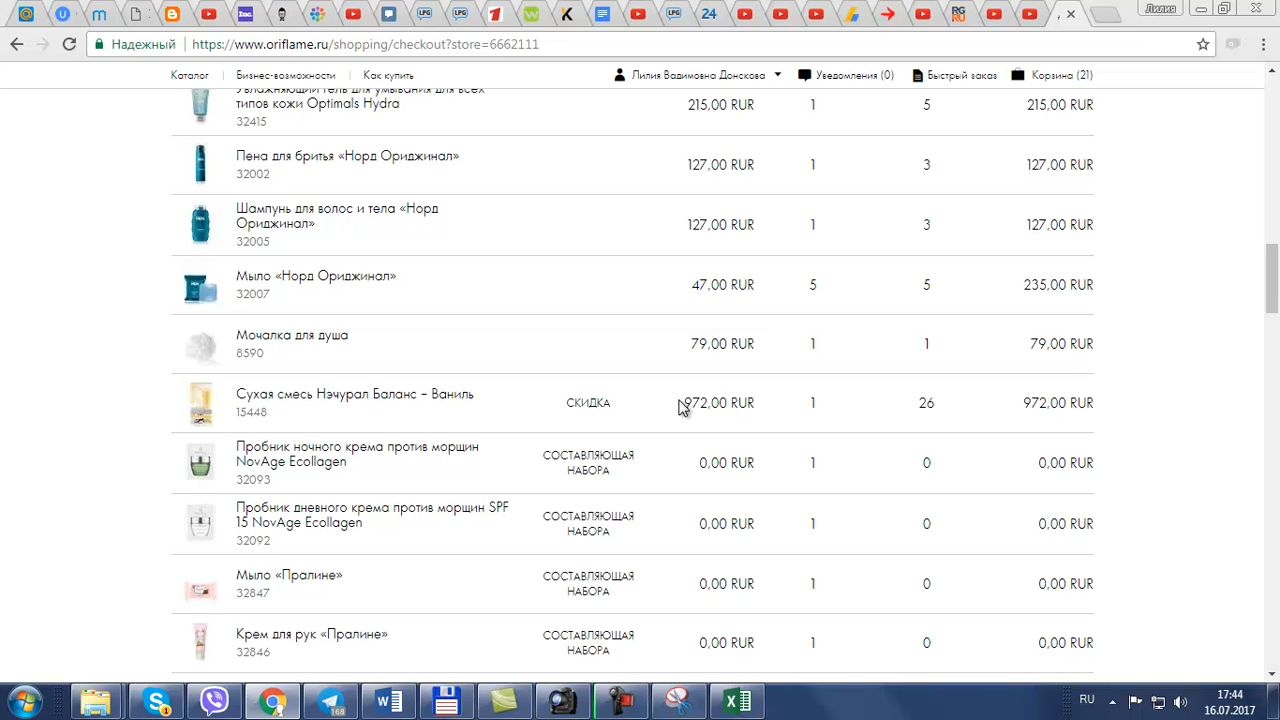 Лилия
Надежный
https://www.oriflame.ru/shopping/checkout?store=6662111
Каталог Бизнес-возможности Как купить Лилия Вадимовна Донскова Уведомления (0) Быстрый заказ Корзина (21)
Увлажняющий гель для умывания для всех
типов кожи Optimals Hydra
32415
215,00 RUR 1 5 215,00 RUR
Пена для бритья «Норд Ориджинал»
32002
127,00 RUR 1 3 127,00 RUR
Шампунь для волос и тела «Норд
Ориджинал»
32005
127,00 RUR 1 3 127,00 RUR
Мыло «Норд Ориджинал»
32007
47,00 RUR 5 5 235,00 RUR
Мочалка для душа
8590
79,00 RUR 1 1 79,00 RUR
Сухая смесь Нэчурал Баланс – Ваниль
15448
СКИДКА 972,00 RUR 1 26 972,00 RUR
Пробник ночного крема против морщин
NovAge Ecollagen
32093
СОСТАВЛЯЮЩАЯ
НАБОРА
0,00 RUR 1 0 0,00 RUR
Пробник дневного крема против морщин SPF
15 NovAge Ecollagen
32092
СОСТАВЛЯЮЩАЯ
НАБОРА
0,00 RUR 1 0 0,00 RUR
Мыло «Пралине»
32847
СОСТАВЛЯЮЩАЯ
НАБОРА
0,00 RUR 1 0 0,00 RUR
Крем для рук «Пралине»
32846
СОСТАВЛЯЮЩАЯ
НАБОРА
0,00 RUR 1 0 0,00 RUR
168
RU
17:44
16.07.2017